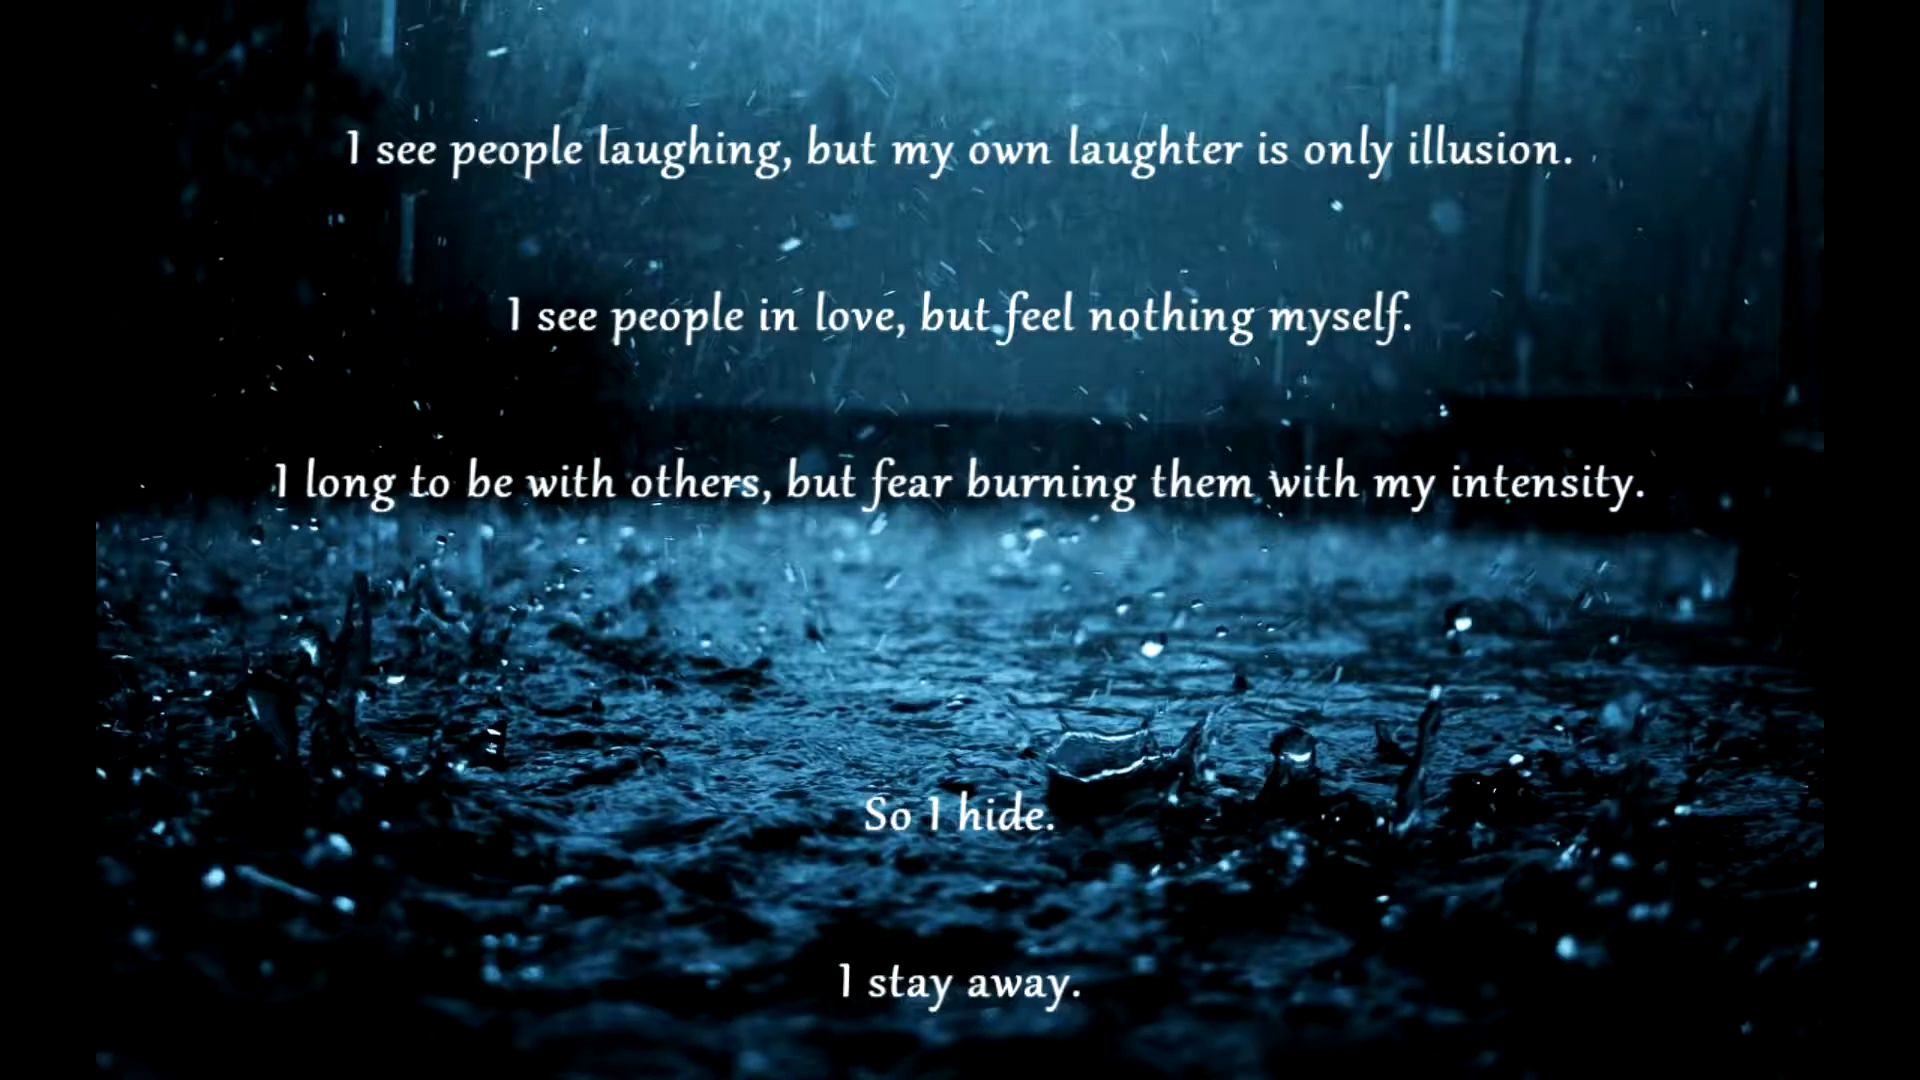 I see people laughing, but my own laughter is only illusion.
I see people in love, but feel nothing myself.
I long to be with others, but fear burning them with my intensity.
So I hide.
I stay away.